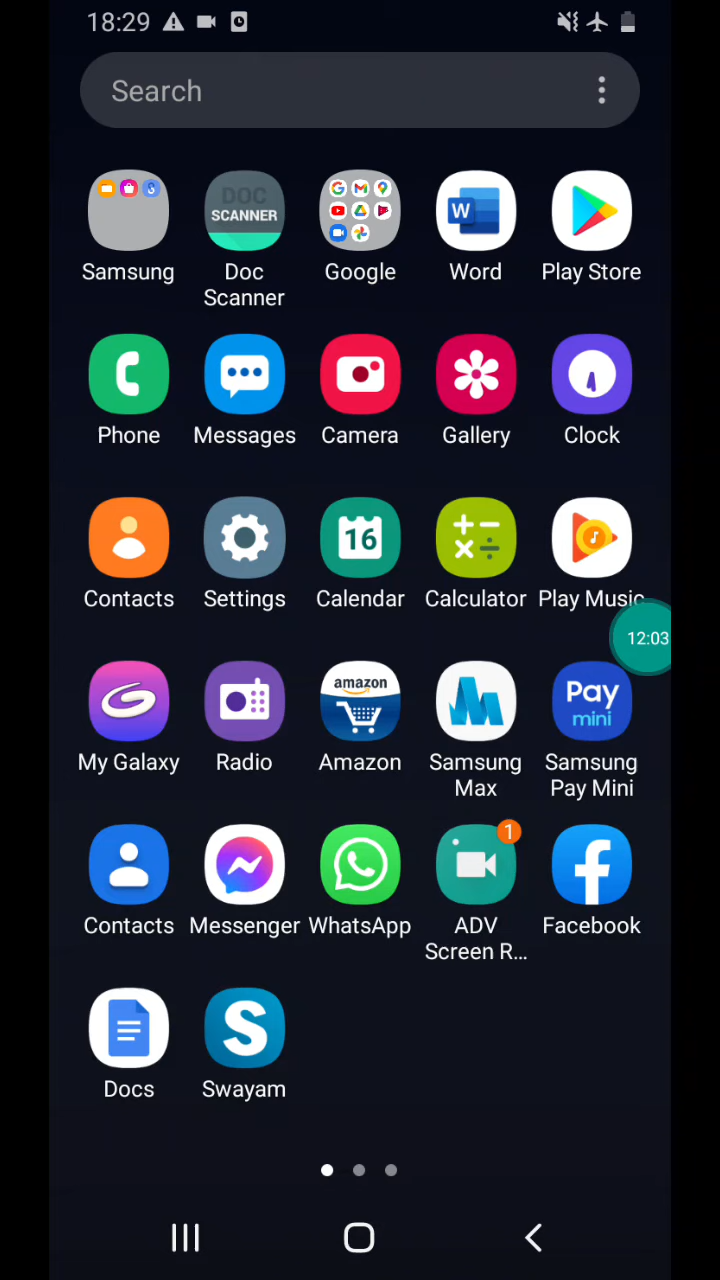 18:29
Search
DOC
SCANNER
W
Samsung
Doc
Scanner
Google
Word
Play Store
Phone
Messages
Camera
Gallery
Clock
16
Contacts
Settings
Calendar
Calculator
Play Music
12:03
amazon
Pay
mini
My Galaxy
Radio
Amazon
Samsung
Max
Samsung
Pay Mini
1
Contacts
Messenger
WhatsApp
ADV
Screen R...
Facebook
Docs
Swayam